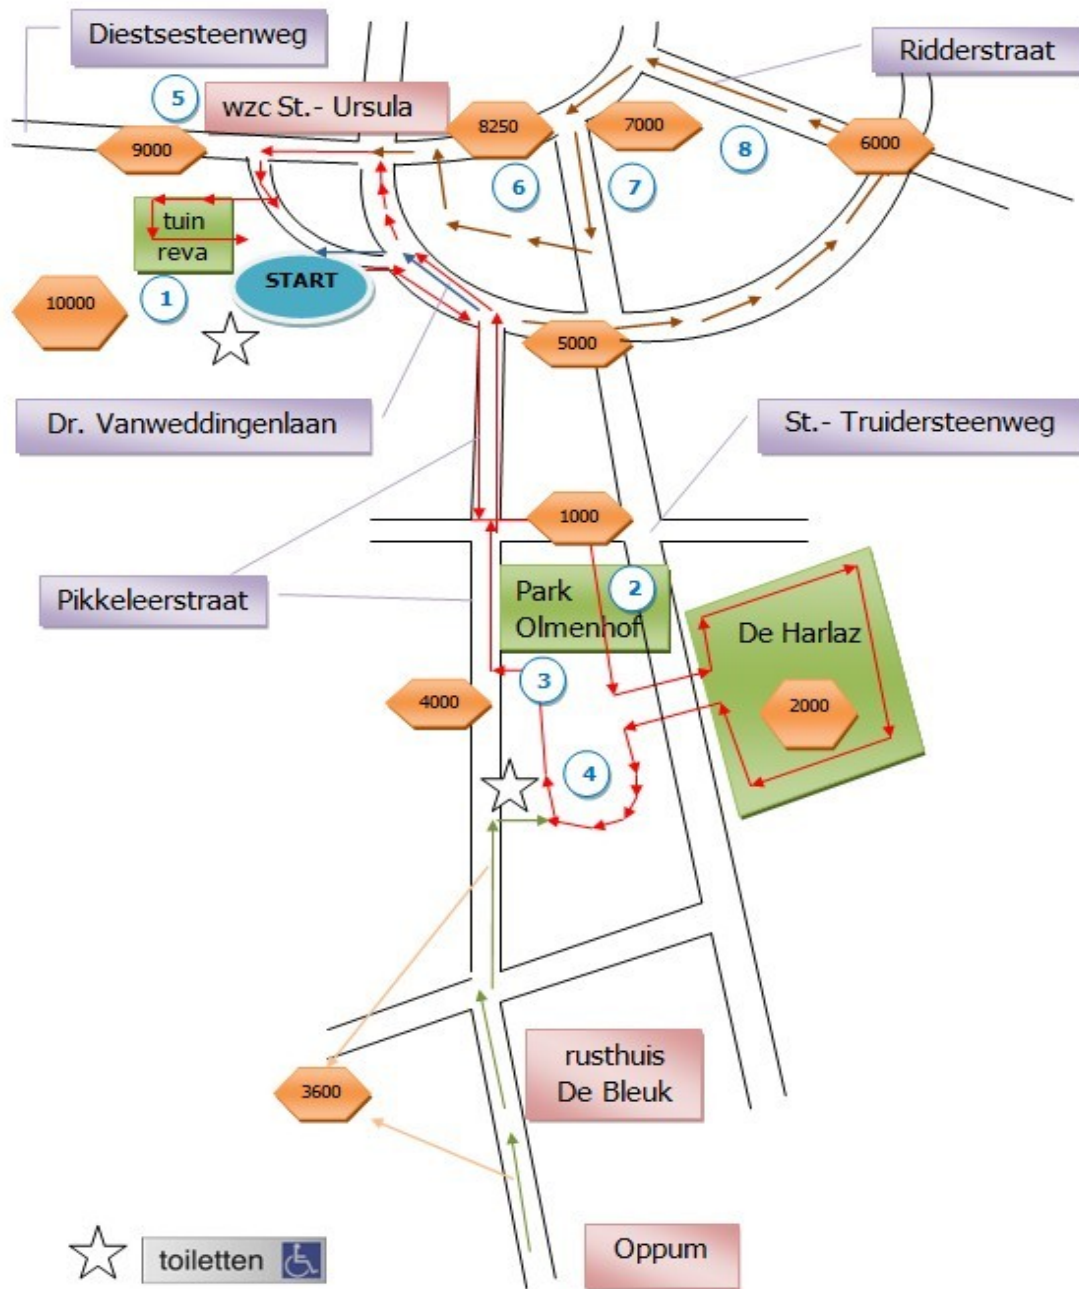 Diestsesteenweg
Ridderstraat
5
wzc St.- Ursula
8250
7000
6000
9000
8
6
7
tuin
reva
START
10000
1
5000
Dr. Vanweddingenlaan
St.- Truidersteenweg
1000
Pikkeleerstraat
Park
Olmenhof
2
De Harlaz
3
4000
2000
4
rusthuis
De Bleuk
3600
Oppum
toiletten